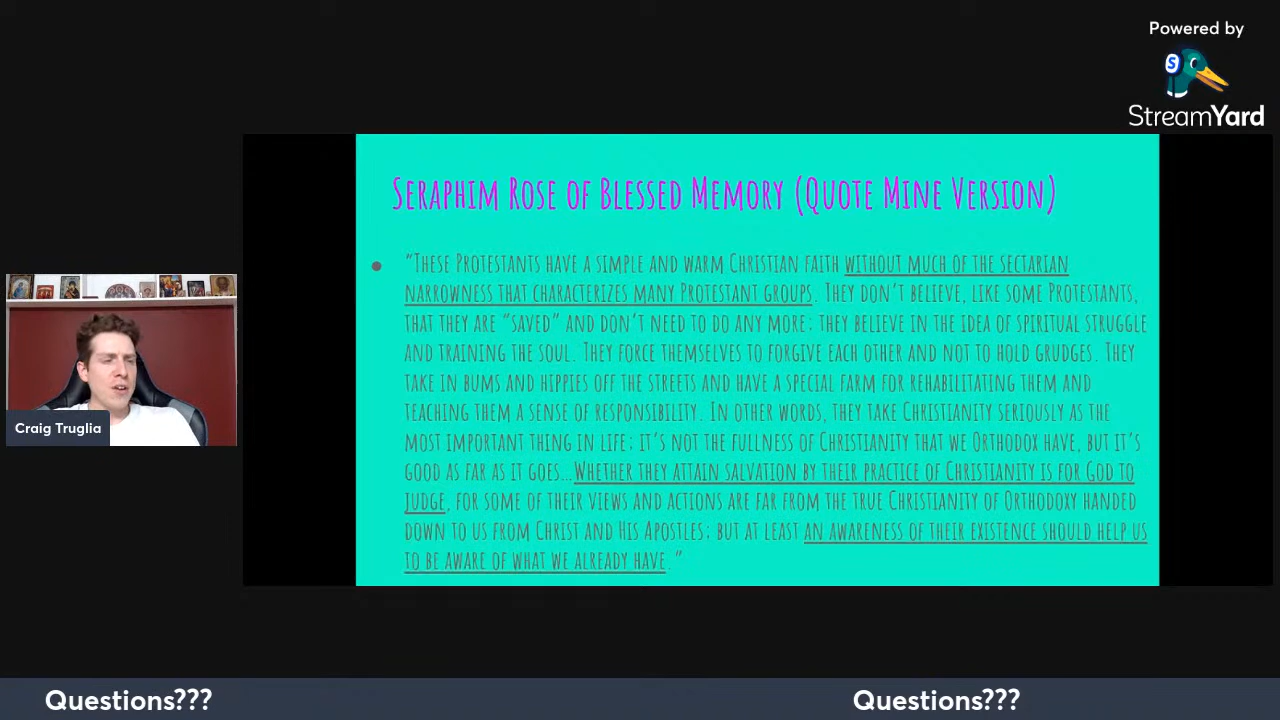 Powered by
StreamYard
SERAPHIM ROSE OF BLESSED MEMORY (QUOTE MINE VERSION)
● "THESE PROTESTANTS HAVE A SIMPLE AND WARM CHRISTIAN FAITH WITHOUT MUCH OF THE SECTARIAN
NARROWNESS THAT CHARACTERIZES MANY PROTESTANT GROUPS. THEY DON'T BELIEVE, LIKE SOME PROTESTANTS,
THAT THEY ARE "SAVED" AND DON'T NEED TO DO ANY MORE; THEY BELIEVE IN THE IDEA OF SPIRITUAL STRUGGLE
AND TRAINING THE SOUL. THEY FORCE THEMSELVES TO FORGIVE EACH OTHER AND NOT TO HOLD GRUDGES. THEY
TAKE IN BUMS AND HIPPIES OFF THE STREETS AND HAVE A SPECIAL FARM FOR REHABILITATING THEM AND
TEACHING THEM A SENSE OF RESPONSIBILITY. IN OTHER WORDS, THEY TAKE CHRISTIANITY SERIOUSLY AS THE
MOST IMPORTANT THING IN LIFE; IT'S NOT THE FULLNESS OF CHRISTIANITY THAT WE ORTHODOX HAVE, BUT IT'S
GOOD AS FAR AS IT GOES...WHETHER THEY ATTAIN SALVATION BY THEIR PRACTICE OF CHRISTIANITY IS FOR GOD TO
JUDGE, FOR SOME OF THEIR VIEWS AND ACTIONS ARE FAR FROM THE TRUE CHRISTIANITY OF ORTHODOXY HANDED
DOWN TO US FROM CHRIST AND HIS APOSTLES; BUT AT LEAST AN AWARENESS OF THEIR EXISTENCE SHOULD HELP US
TO BE AWARE OF WHAT WE ALREADY HAVE."
Craig Truglia
Questions??? Questions???